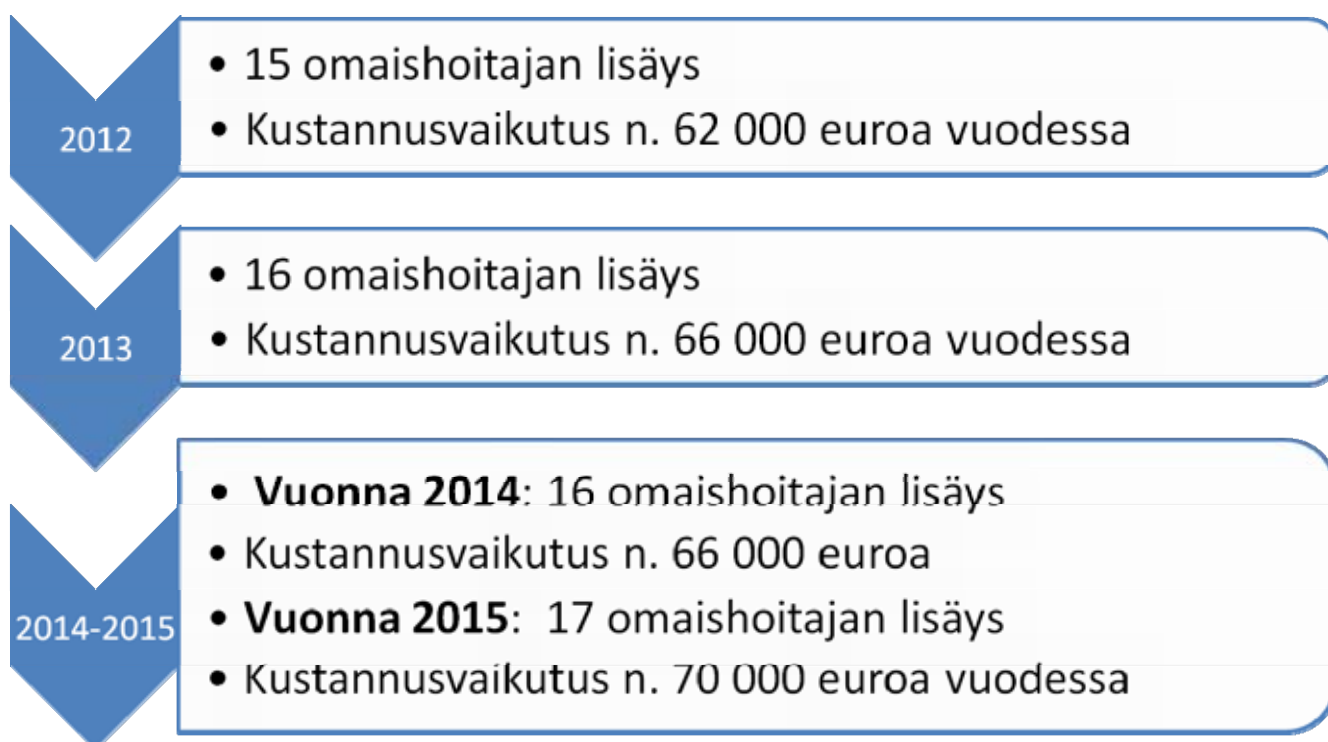 2012
• 15 omaishoitajan lisäys
• Kustannusvaikutus n. 62 000 euroa vuodessa
2013
• 16 omaishoitajan lisäys
• Kustannusvaikutus n. 66 000 euroa vuodessa
2014-2015
• Vuonna 2014: 16 omaishoitajan lisäys
• Kustannusvaikutus n. 66 000 euroa
• Vuonna 2015: 17 omaishoitajan lisäys
• Kustannusvaikutus n. 70 000 euroa vuodessa